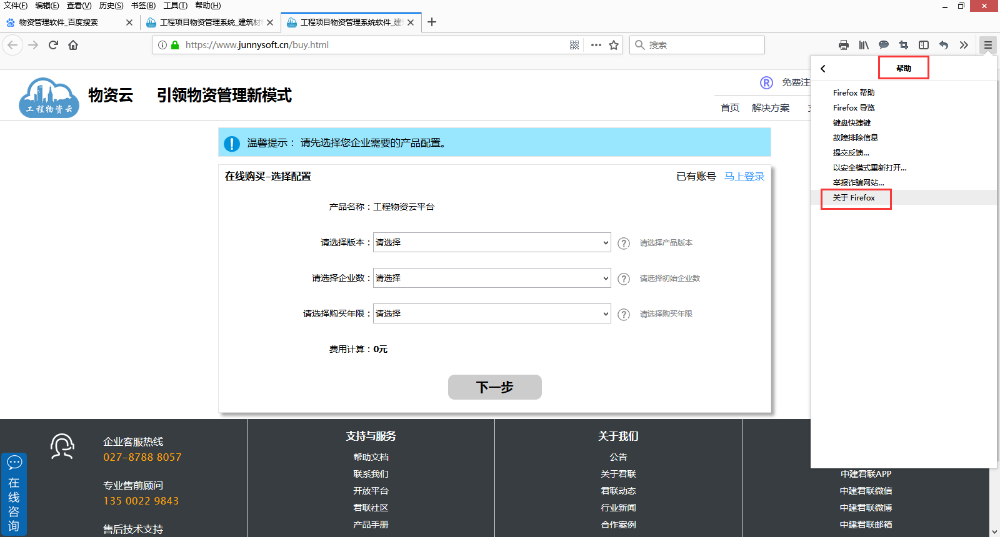 文件(F) 编辑(E) 查看(V) 历史(S) 书签(B) 工具(T) 帮助(H)
物资管理软件_百度搜索
工程项目物资管理系统_建筑材
工程项目物资管理系统软件_建
https://www.junnysoft.cn/buy.html
搜索
帮助
Firefox 帮助
Firefox 导览
键盘快捷键
故障排除信息
提交反馈...
以安全模式重新打开...
举报诈骗网站...
关于 Firefox
工程物资云
物资云 引领物资管理新模式
R 免费注
首页 解决方案
温馨提示： 请先选择您企业需要的产品配置。
在线购买-选择配置
已有账号 马上登录
产品名称：工程物资云平台
请选择版本：请选择 ? 请选择产品版本
请选择企业数：请选择 ? 请选择初始企业数
请选择购买年限：请选择 ? 请选择购买年限
费用计算：0元
下一步
在线咨询
企业客服热线
027-8788 8057
专业售前顾问
135 0022 9843
售后技术支持
支持与服务
帮助文档
联系我们
开放平台
君联社区
产品手册
关于我们
公告
关于君联
君联动态
行业新闻
合作案例
中建君联APP
中建君联微信
中建君联微博
中建君联邮箱